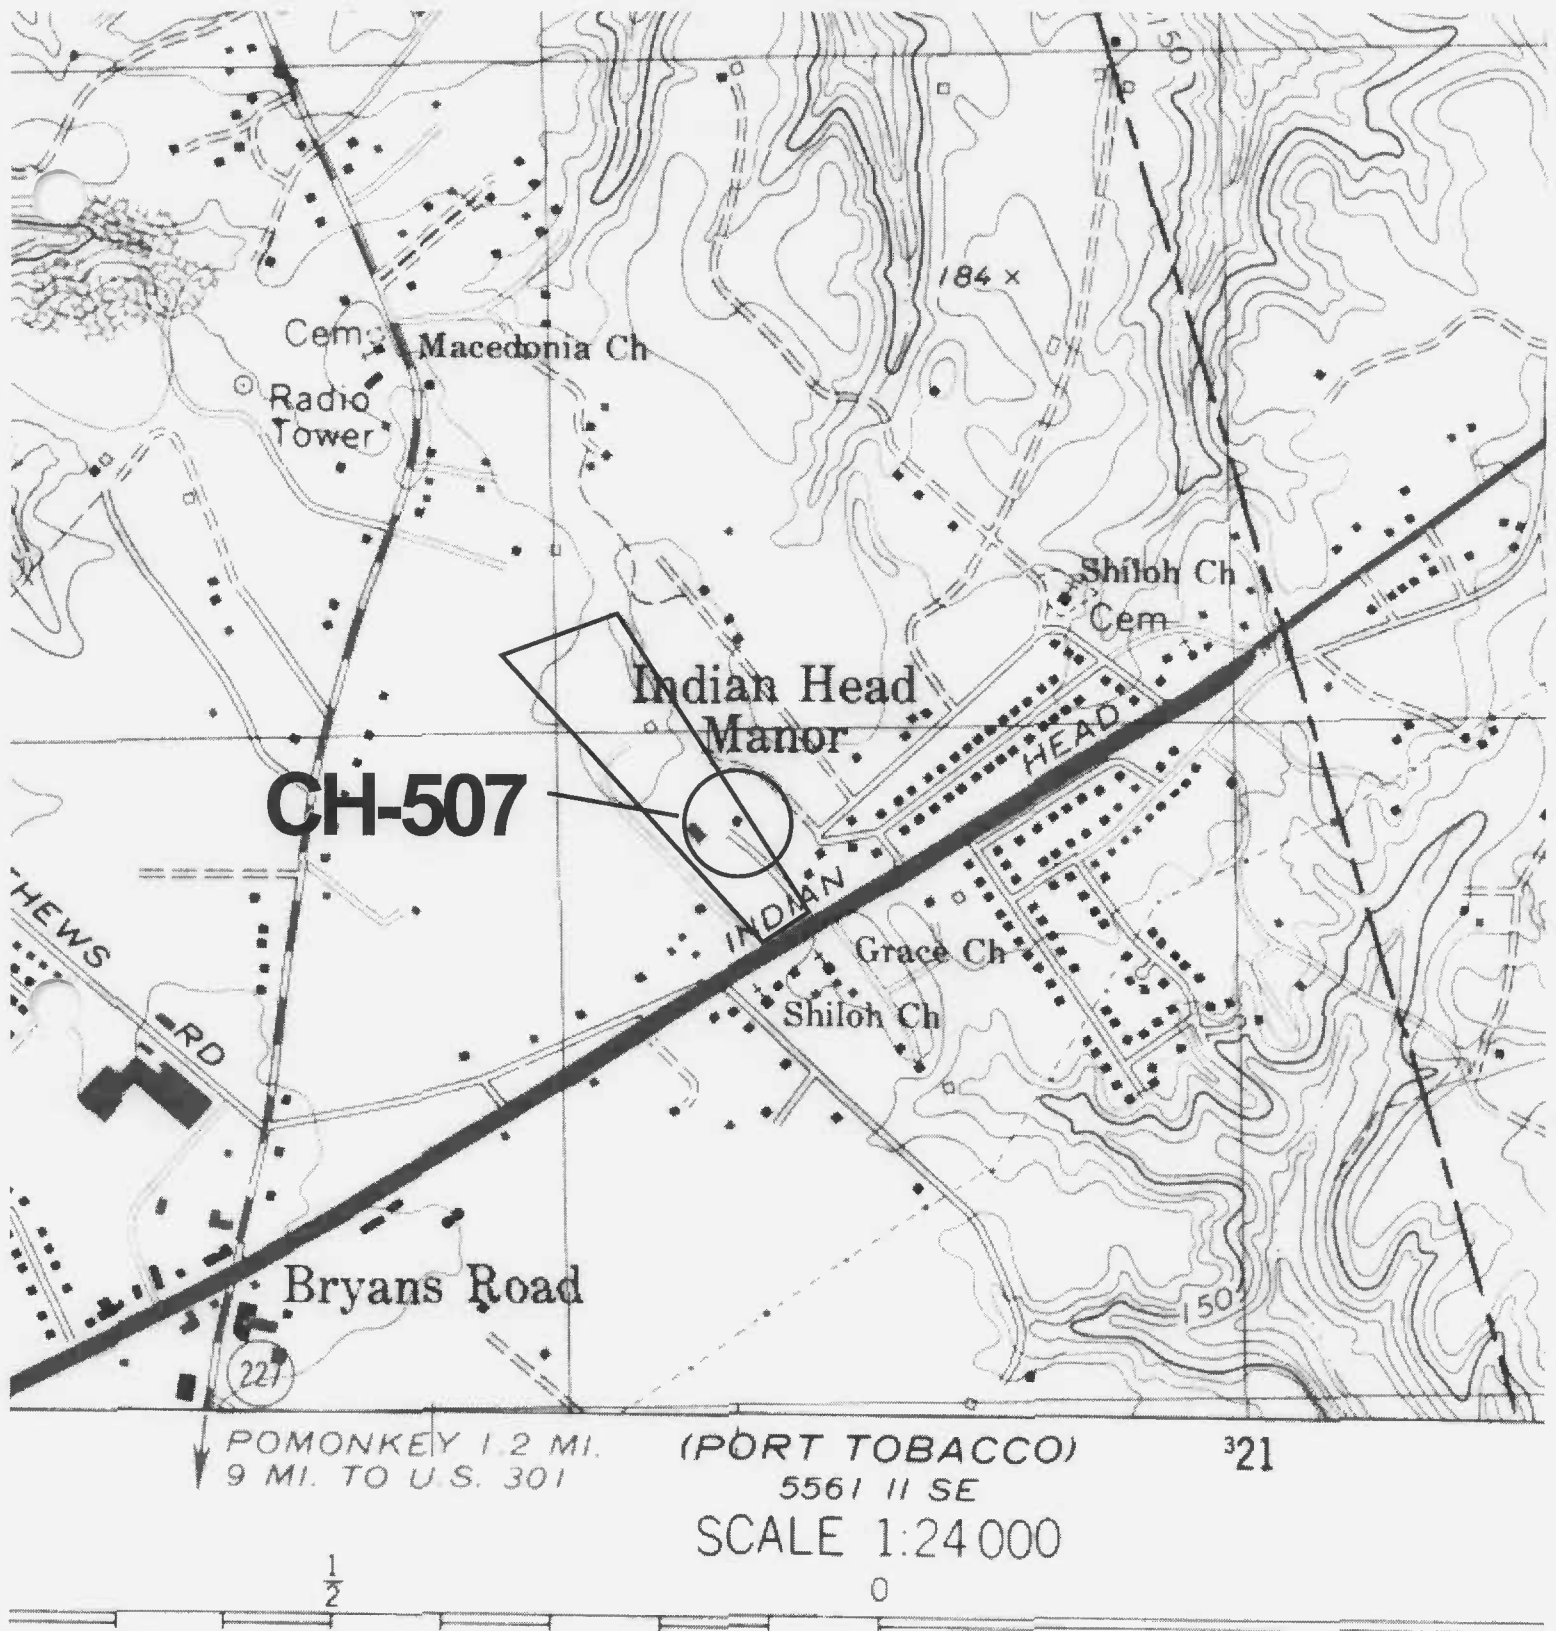 150
184 ×
Cem
Macedonia Ch
Radio
Tower
Shiloh Ch
Cem
Indian Head
Manor
HEAD
CH-507
INDIAN
HEWS
RD
Grace Ch
Shiloh Ch
Bryans Road
150
227
POMONKEY 1.2 MI.
9 MI. TO U.S. 301
(PORT TOBACCO)
5561 II SE
³21
SCALE 1:24 000
1/2
0